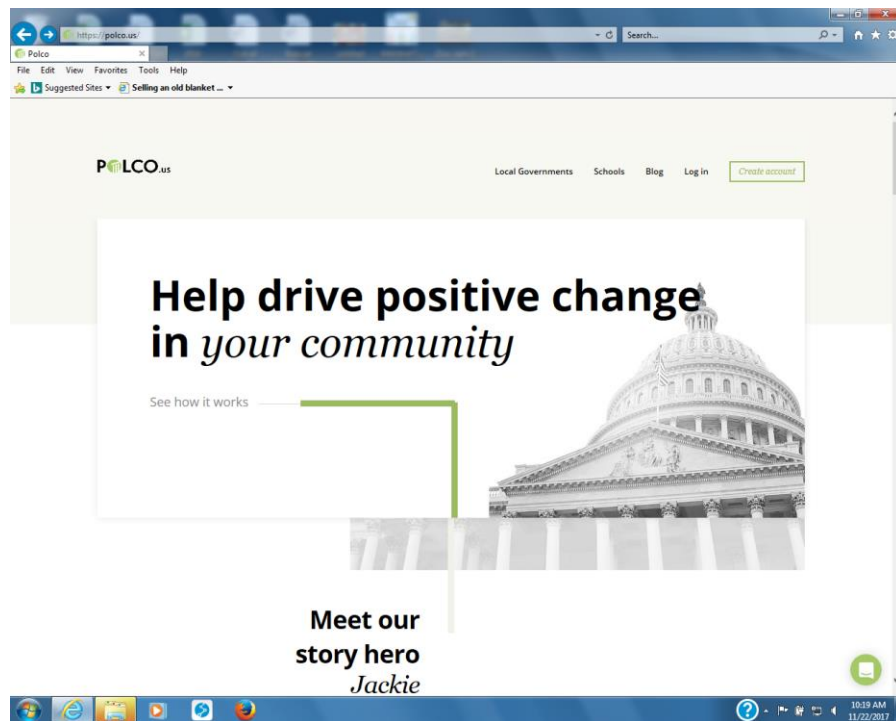 https://polco.us/
Search...
Polco
File Edit View Favorites Tools Help
Suggested Sites Selling an old blanket ...
POLCO.us
Local Governments Schools Blog Log in Create account
Help drive positive change
in your community
See how it works
Meet our
story hero
Jackie
10:19 AM
11/22/2017